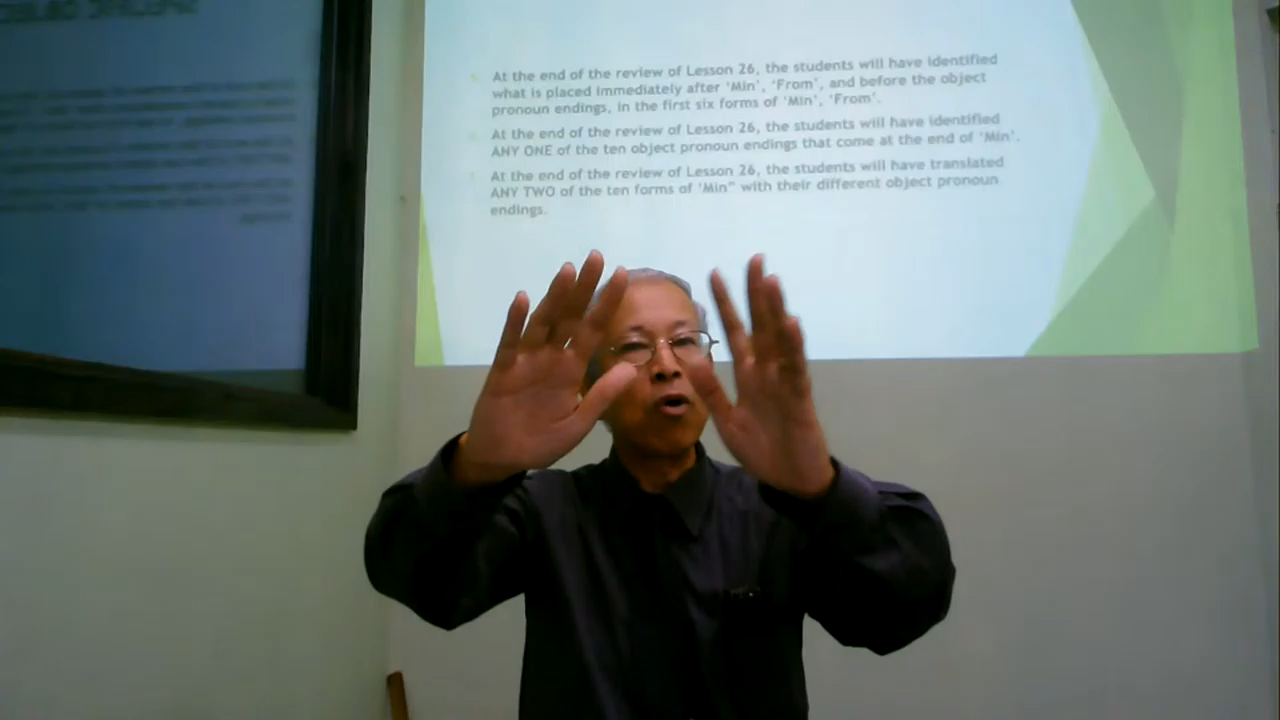 At the end of the review of Lesson 26, the students will have identified
what is placed immediately after ‘Min’, ‘From’, and before the object
pronoun endings, in the first six forms of ‘Min’, ‘From’.
At the end of the review of Lesson 26, the students will have identified
ANY ONE of the ten object pronoun endings that come at the end of ‘Min’.
At the end of the review of Lesson 26, the students will have translated
ANY TWO of the ten forms of ‘Min” with their different object pronoun
endings.